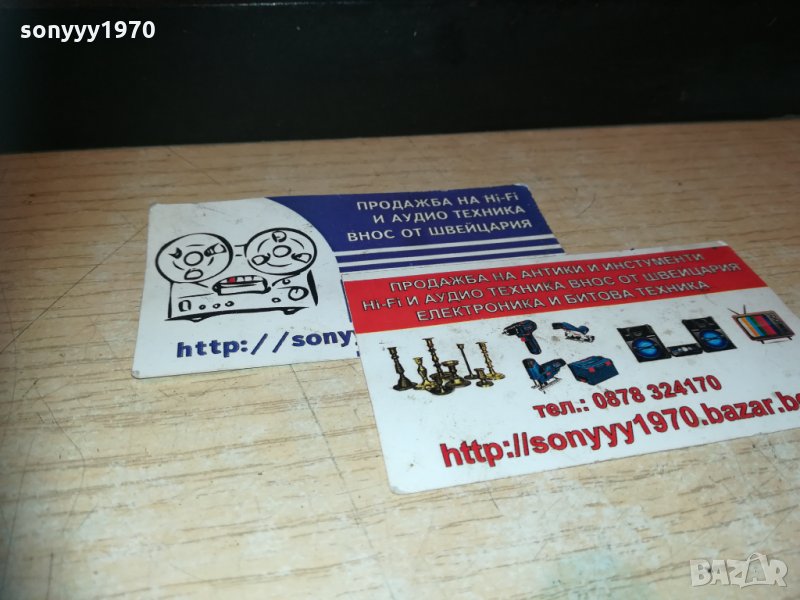 sonyyy1970
ПРОДАЖБА НА Hi-Fi
И АУДИО ТЕХНИКА
ВНОС ОТ ШВЕЙЦАРИЯ
http://sony
ПРОДАЖБА НА АНТИКИ И ИНСТУМЕНТИ
Hi-Fi И АУДИО ТЕХНИКА ВНОС ОТ ШВЕЙЦАРИЯ
ЕЛЕКТРОНИКА И БИТОВА ТЕХНИКА
тел.: 0878 324170
http://sonyyy1970.bazar.b
BAZAR